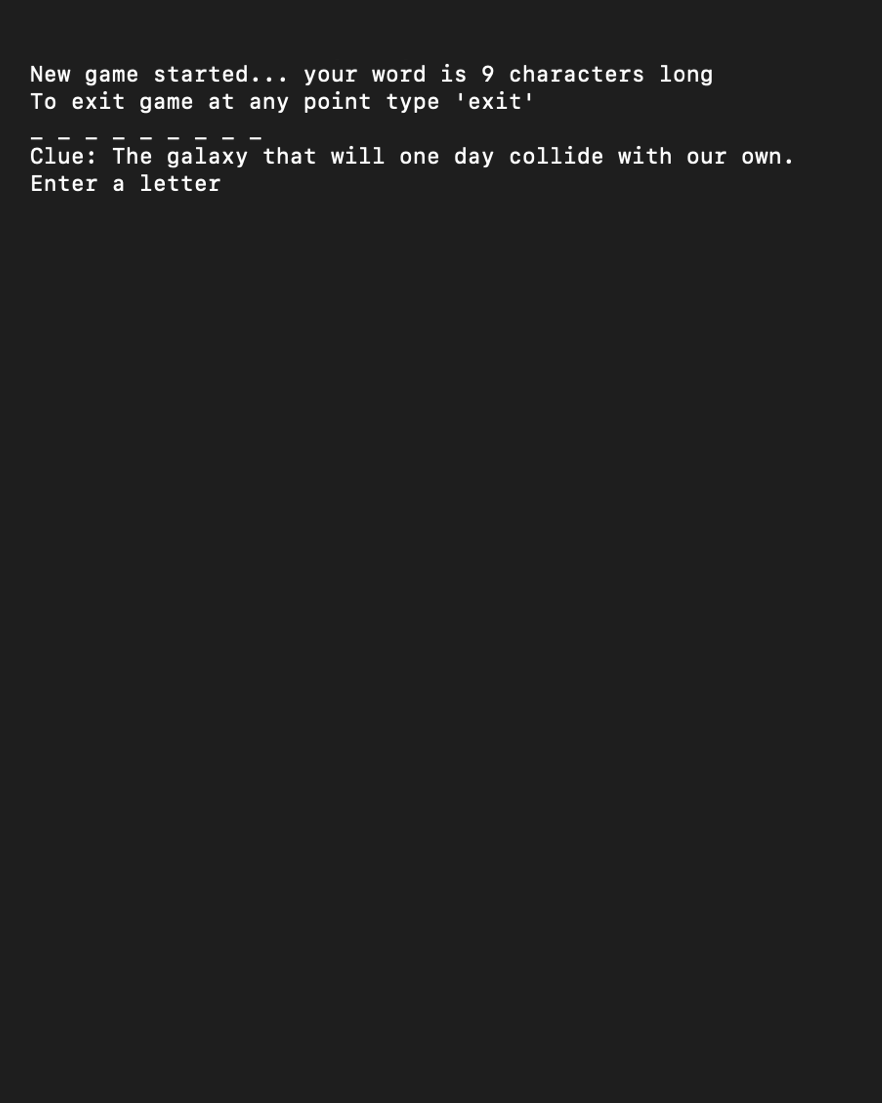 New game started... your word is 9 characters long
To exit game at any point type 'exit'
_ _ _ _ _ _ _ _ _
Clue: The galaxy that will one day collide with our own.
Enter a letter